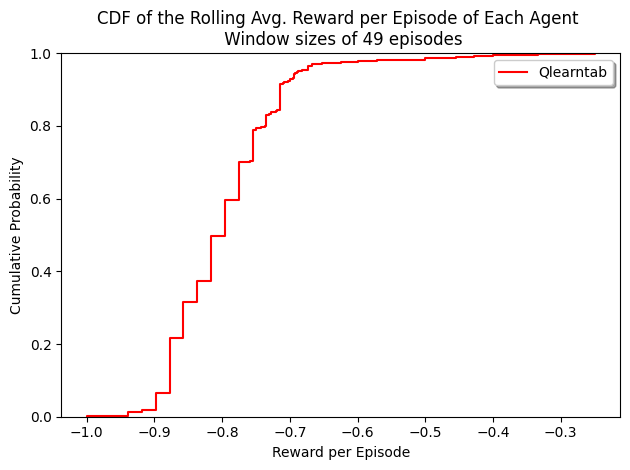 CDF of the Rolling Avg. Reward per Episode of Each Agent
Window sizes of 49 episodes
Qlearntab
Cumulative Probability
1.0
0.8
0.6
0.4
0.2
0.0
−1.0 −0.9 −0.8 −0.7 −0.6 −0.5 −0.4 −0.3
Reward per Episode